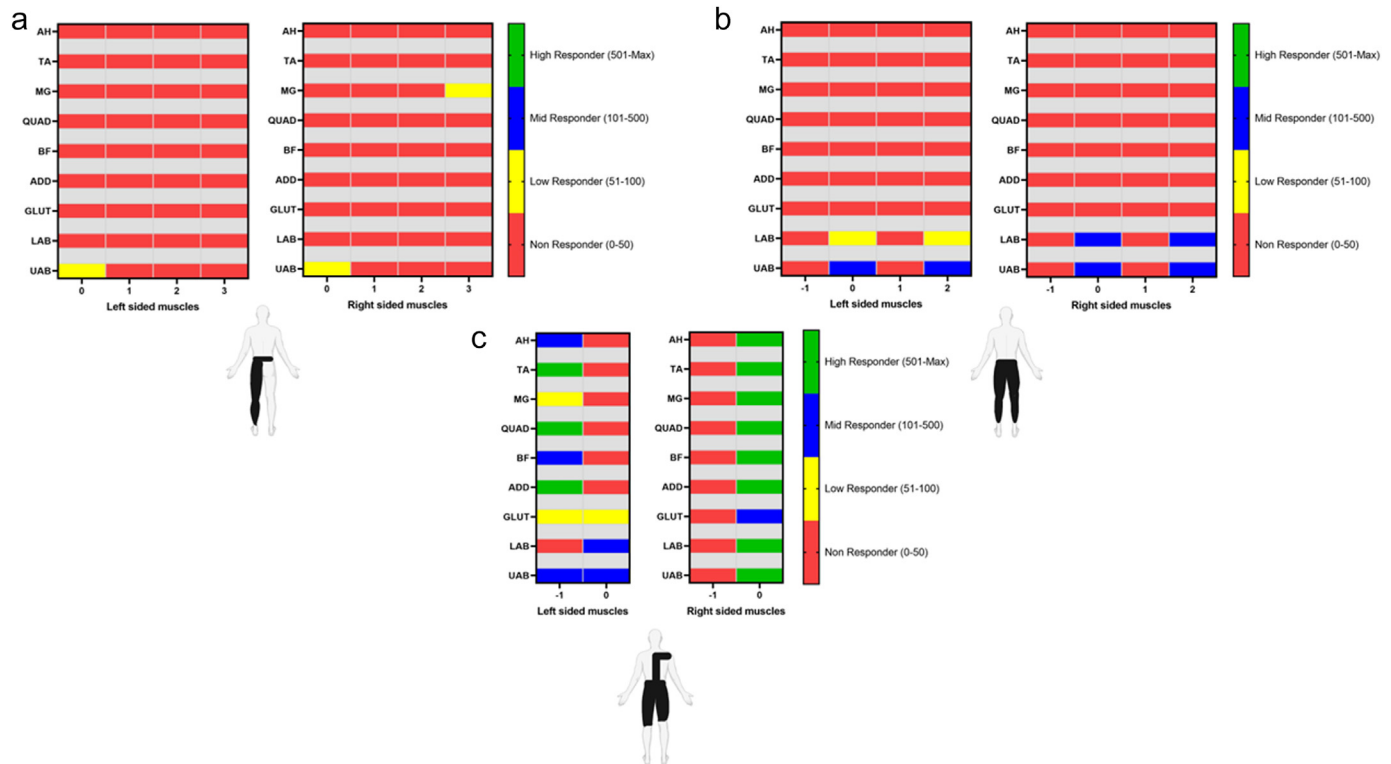 a
AH
TA
MG
QUAD
BF
ADD
GLUT
LAB
UAB
0 1 2 3
Left sided muscles
AH
TA
MG
QUAD
BF
ADD
GLUT
LAB
UAB
0 1 2 3
Right sided muscles
High Responder (501-Max)
Mid Responder (101-500)
Low Responder (51-100)
Non Responder (0-50)
b
AH
TA
MG
QUAD
BF
ADD
GLUT
LAB
UAB
-1 0 1 2
Left sided muscles
AH
TA
MG
QUAD
BF
ADD
GLUT
LAB
UAB
-1 0 1 2
Right sided muscles
High Responder (501-Max)
Mid Responder (101-500)
Low Responder (51-100)
Non Responder (0-50)
c
AH
TA
MG
QUAD
BF
ADD
GLUT
LAB
UAB
-1 0
Left sided muscles
AH
TA
MG
QUAD
BF
ADD
GLUT
LAB
UAB
-1 0
Right sided muscles
High Responder (501-Max)
Mid Responder (101-500)
Low Responder (51-100)
Non Responder (0-50)